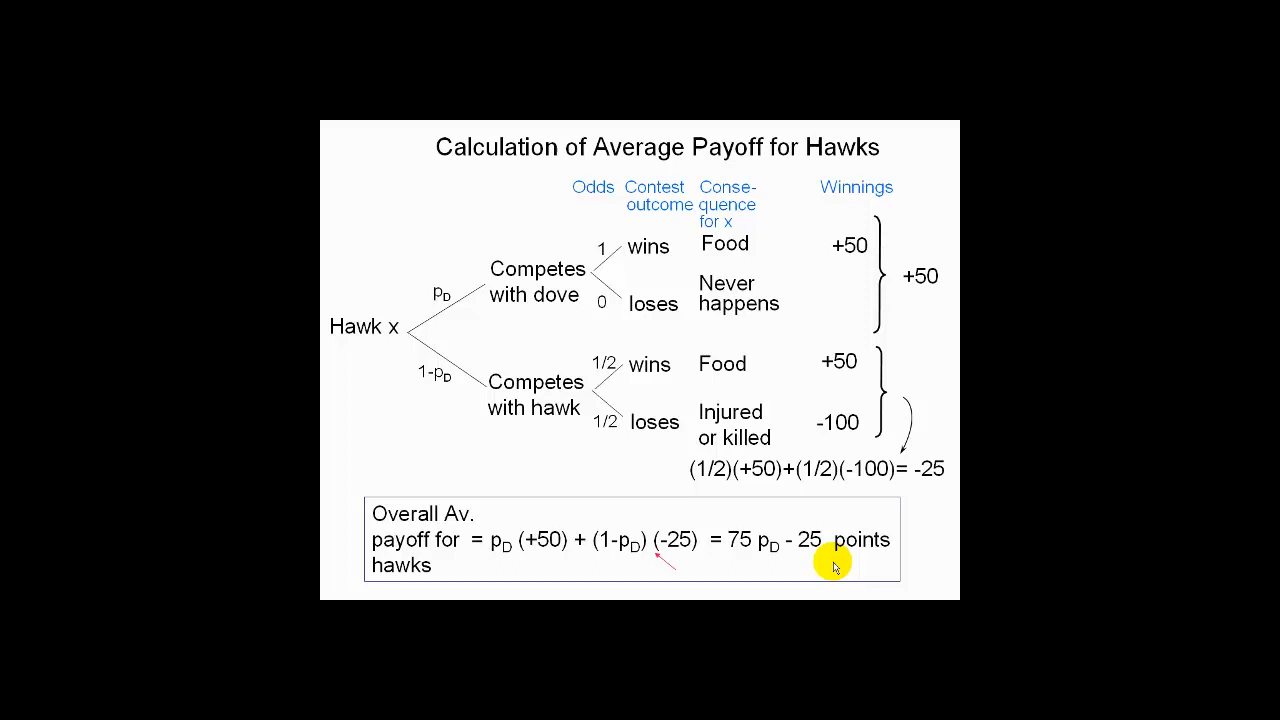 Calculation of Average Payoff for Hawks
Odds Contest Conse- Winnings
outcome quence
for x
1 wins Food +50
Competes
with dove
pD
0 loses Never
happens
+50
Hawk x
1-pD
Competes
with hawk
1/2 wins Food +50
1/2 loses Injured
or killed
-100
(1/2)(+50)+(1/2)(-100)= -25
Overall Av.
payoff for = pD (+50) + (1-pD) (-25) = 75 pD - 25 points
hawks